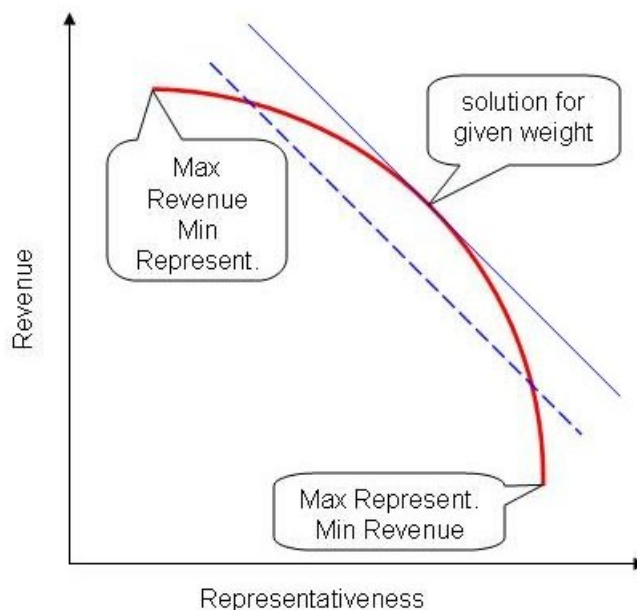 solution for
given weight
Max
Revenue
Min
Represent.
Revenue
Max Represent.
Min Revenue
Representativeness